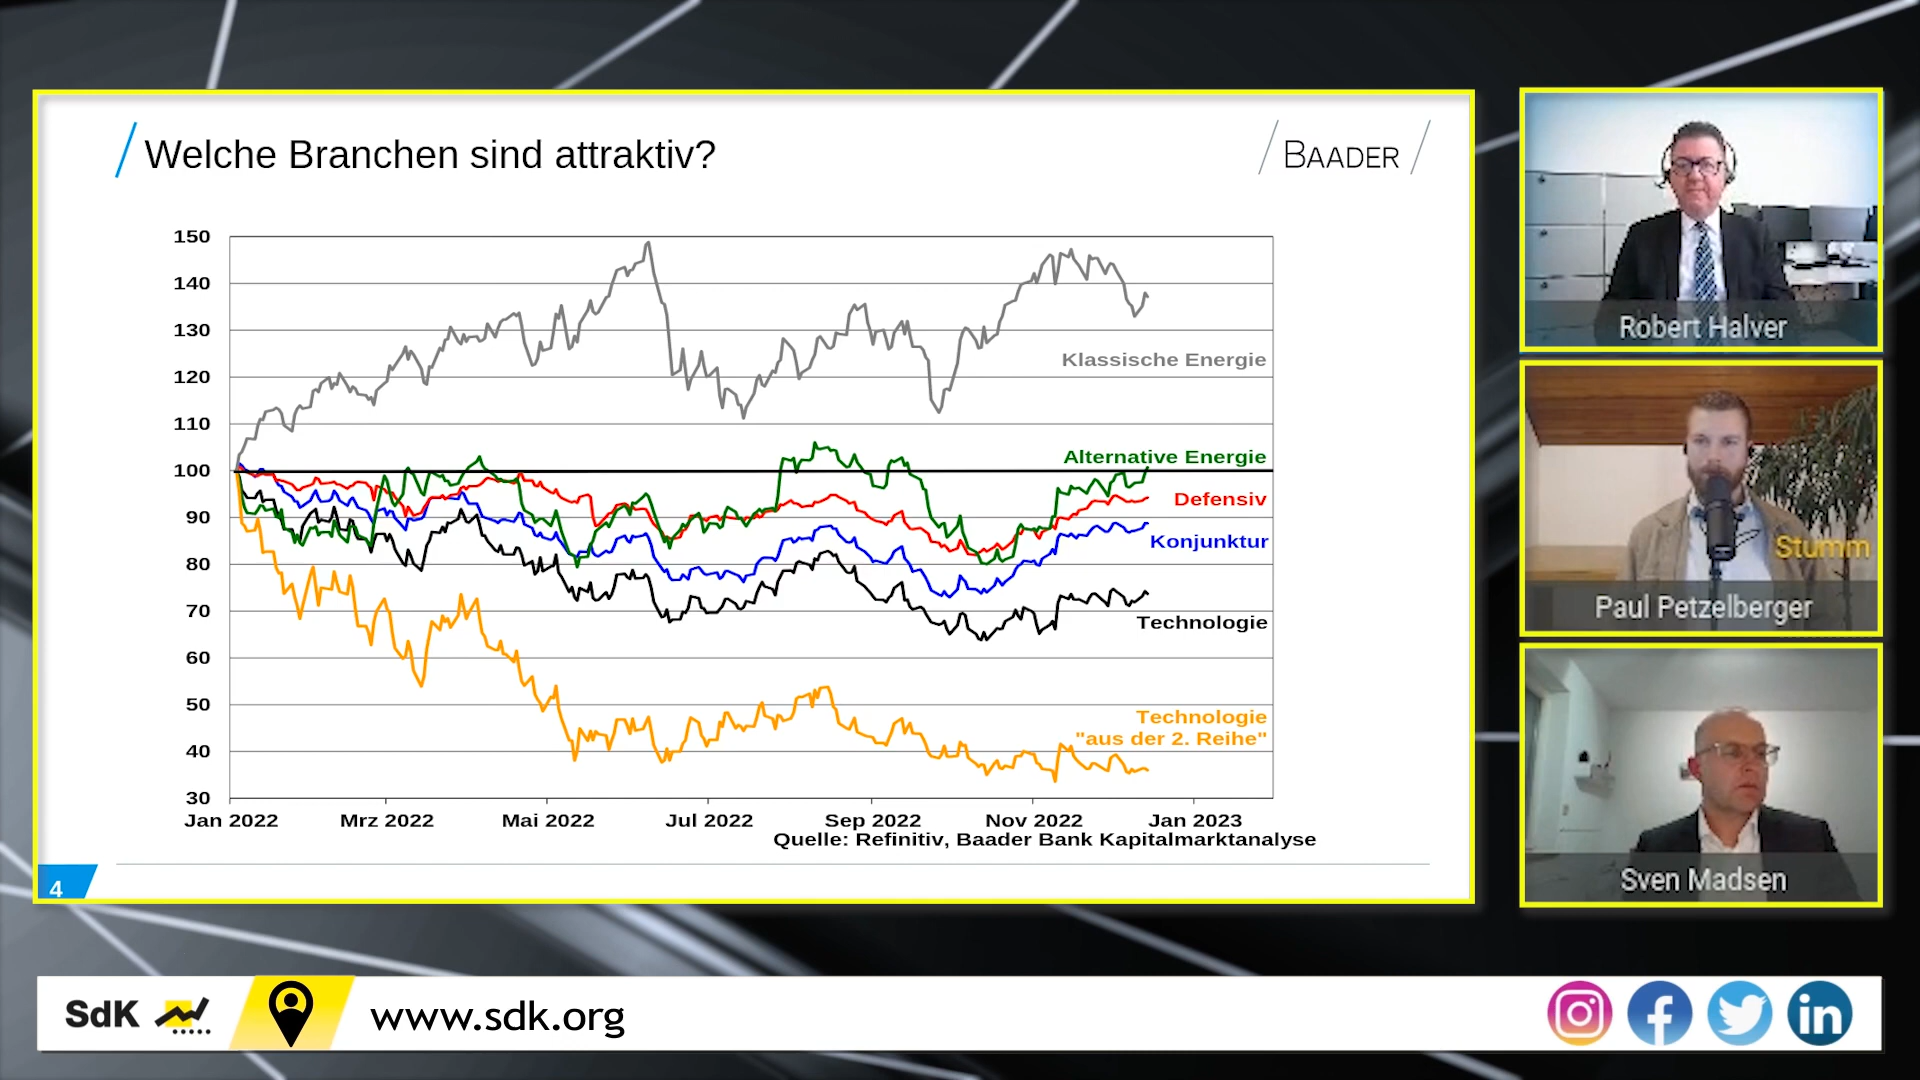 Welche Branchen sind attraktiv?
BAADER
150
140
130
120
110
100
90
80
70
60
50
40
30
Klassische Energie
Alternative Energie
Defensiv
Konjunktur
Technologie
Technologie
"aus der 2. Reihe"
Jan 2022
Mrz 2022
Mai 2022
Jul 2022
Sep 2022
Nov 2022
Jan 2023
Quelle: Refinitiv, Baader Bank Kapitalmarktanalyse
4
Robert Halver
Stumm
Paul Petzelberger
Sven Madsen
SdK
www.sdk.org
f
in